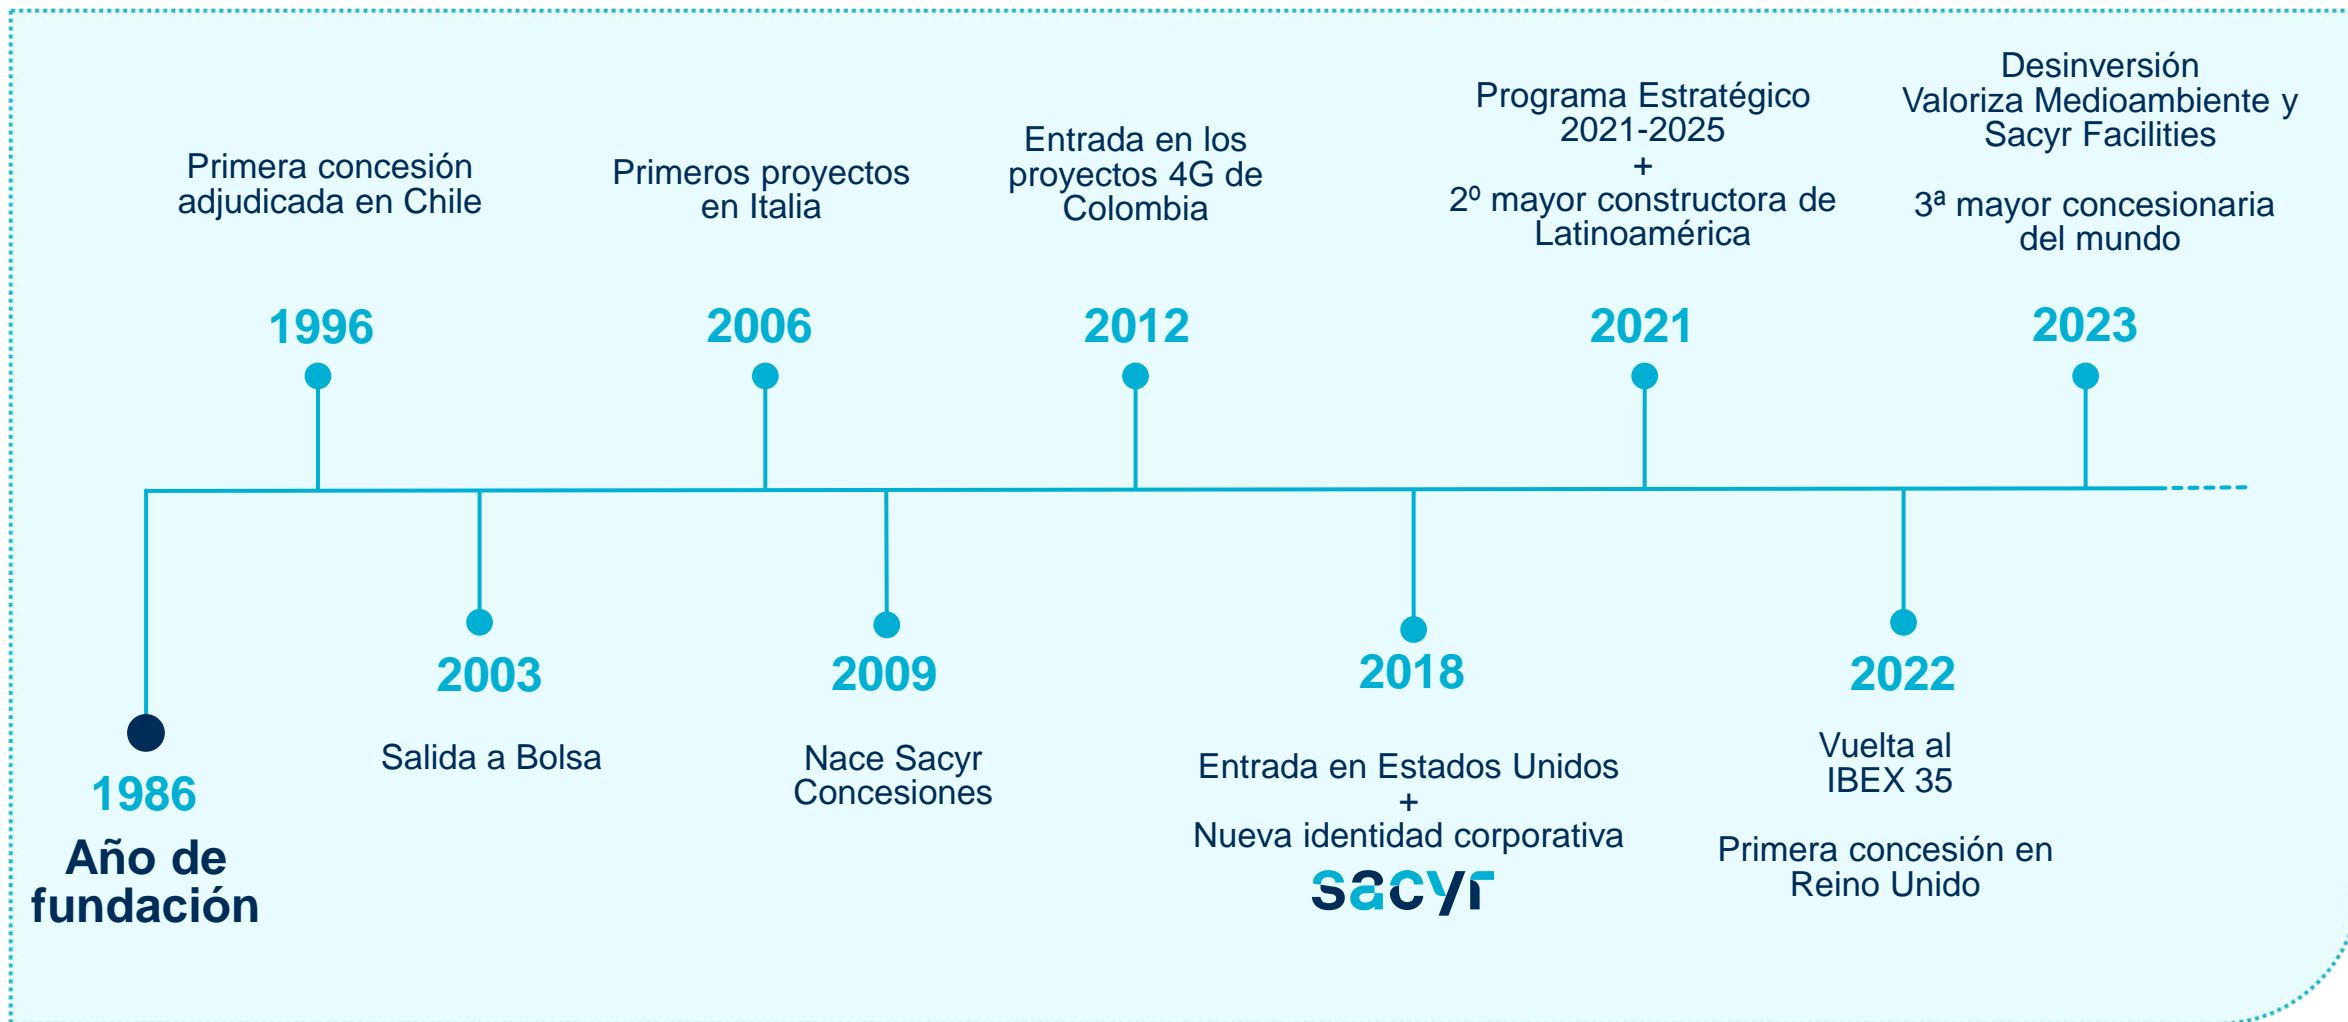 1986
Año de
fundación
Primera concesión
adjudicada en Chile
1996
2003
Salida a Bolsa
Primeros proyectos
en Italia
2006
2009
Nace Sacyr
Concesiones
Entrada en los
proyectos 4G de
Colombia
2012
2018
Entrada en Estados Unidos
+
Nueva identidad corporativa
sacyr
Programa Estratégico
2021-2025
+
2º mayor constructora de
Latinoamérica
2021
2022
Vuelta al
IBEX 35
Primera concesión en
Reino Unido
Desinversión
Valoriza Medioambiente y
Sacyr Facilities
3ª mayor concesionaria
del mundo
2023